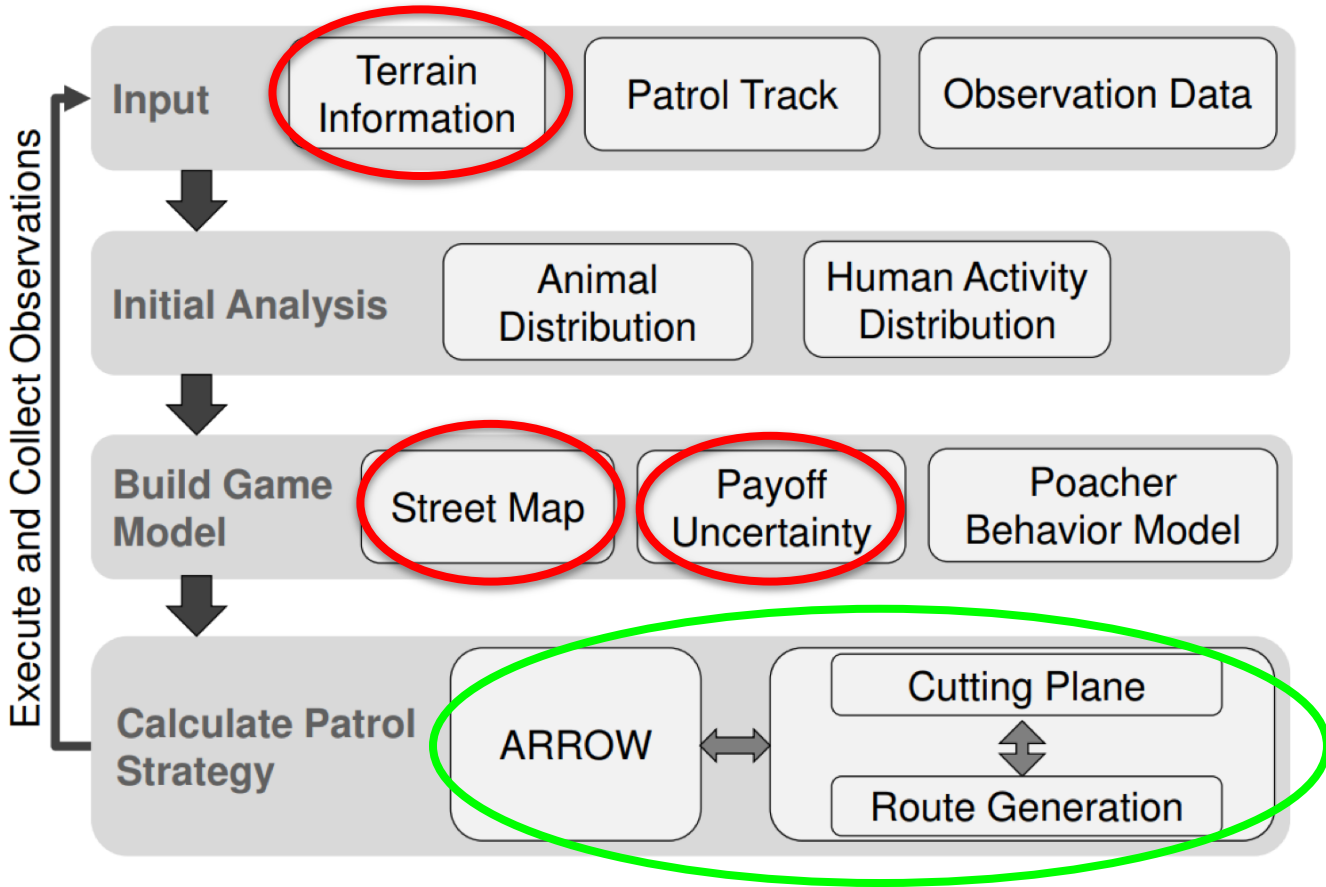 Execute and Collect Observations
Input
Terrain
Information
Patrol Track
Observation Data
Initial Analysis
Animal
Distribution
Human Activity
Distribution
Build Game
Model
Street Map
Payoff
Uncertainty
Poacher
Behavior Model
Calculate Patrol
Strategy
ARROW
Cutting Plane
Route Generation